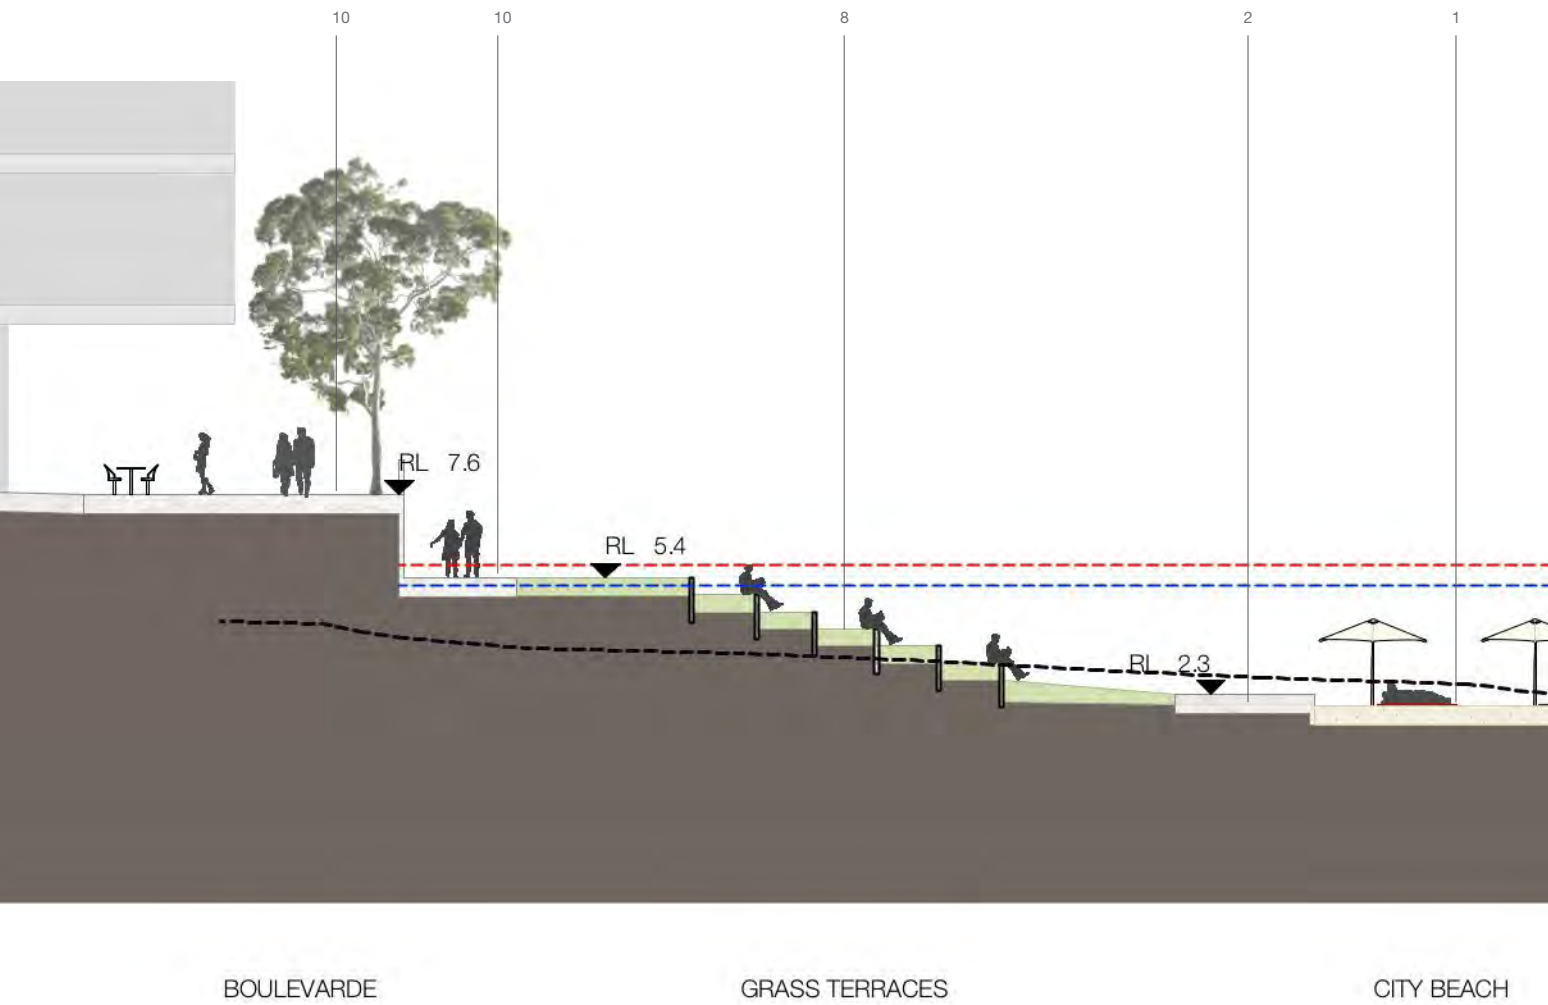 10 10 8 2 1
RL 7.6
RL 5.4
RL 2.3
BOULEVARDE GRASS TERRACES CITY BEACH